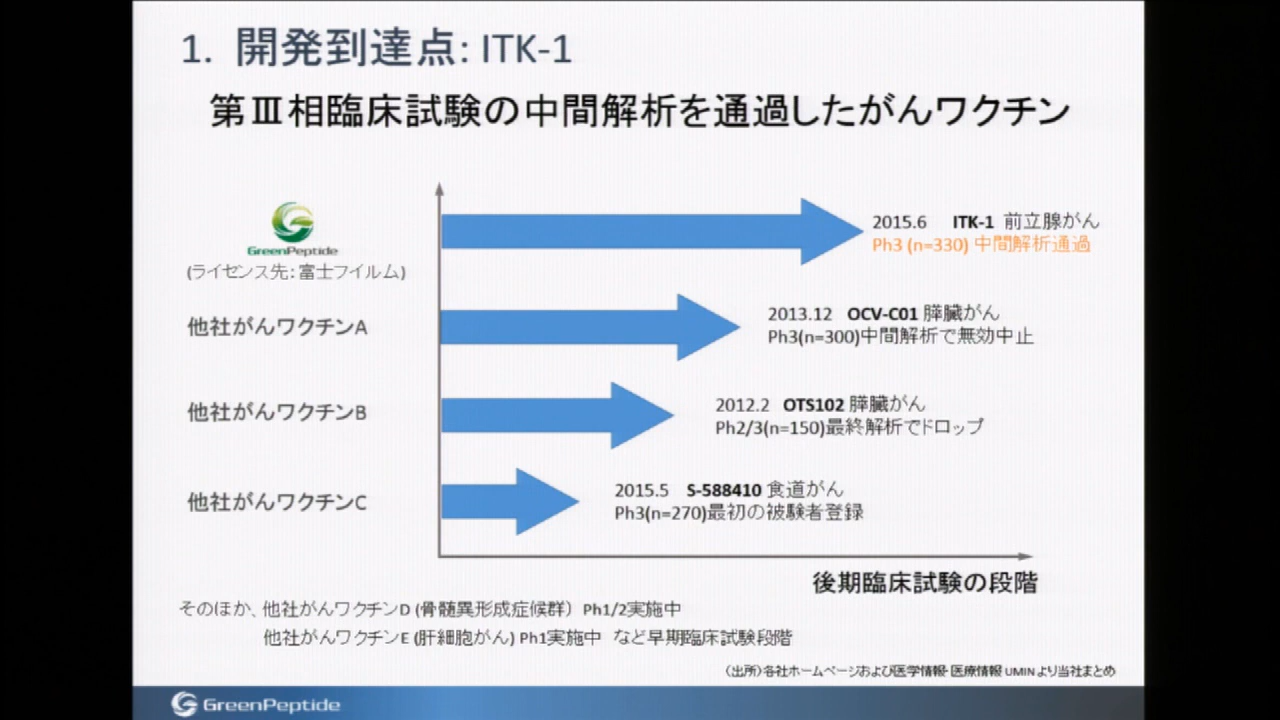 1. 開発到達点: ITK-1
第Ⅲ相臨床試験の中間解析を通過したがんワクチン
GreenPeptide
(ライセンス先: 富士フイルム)
2015.6 ITK-1 前立腺がん
Ph3 (n=330) 中間解析通過
他社がんワクチンA
2013.12 OCV-C01 膵臓がん
Ph3(n=300)中間解析で無効中止
他社がんワクチンB
2012.2 OTS102 膵臓がん
Ph2/3(n=150)最終解析でドロップ
他社がんワクチンC
2015.5 S-588410 食道がん
Ph3(n=270)最初の被験者登録
後期臨床試験の段階
そのほか、他社がんワクチンD (骨髄異形成症候群) Ph1/2実施中
他社がんワクチンE (肝細胞がん) Ph1実施中 など早期臨床試験段階
(出所)各社ホームページおよび医学情報・医療情報 UMIN より当社まとめ
GreenPeptide